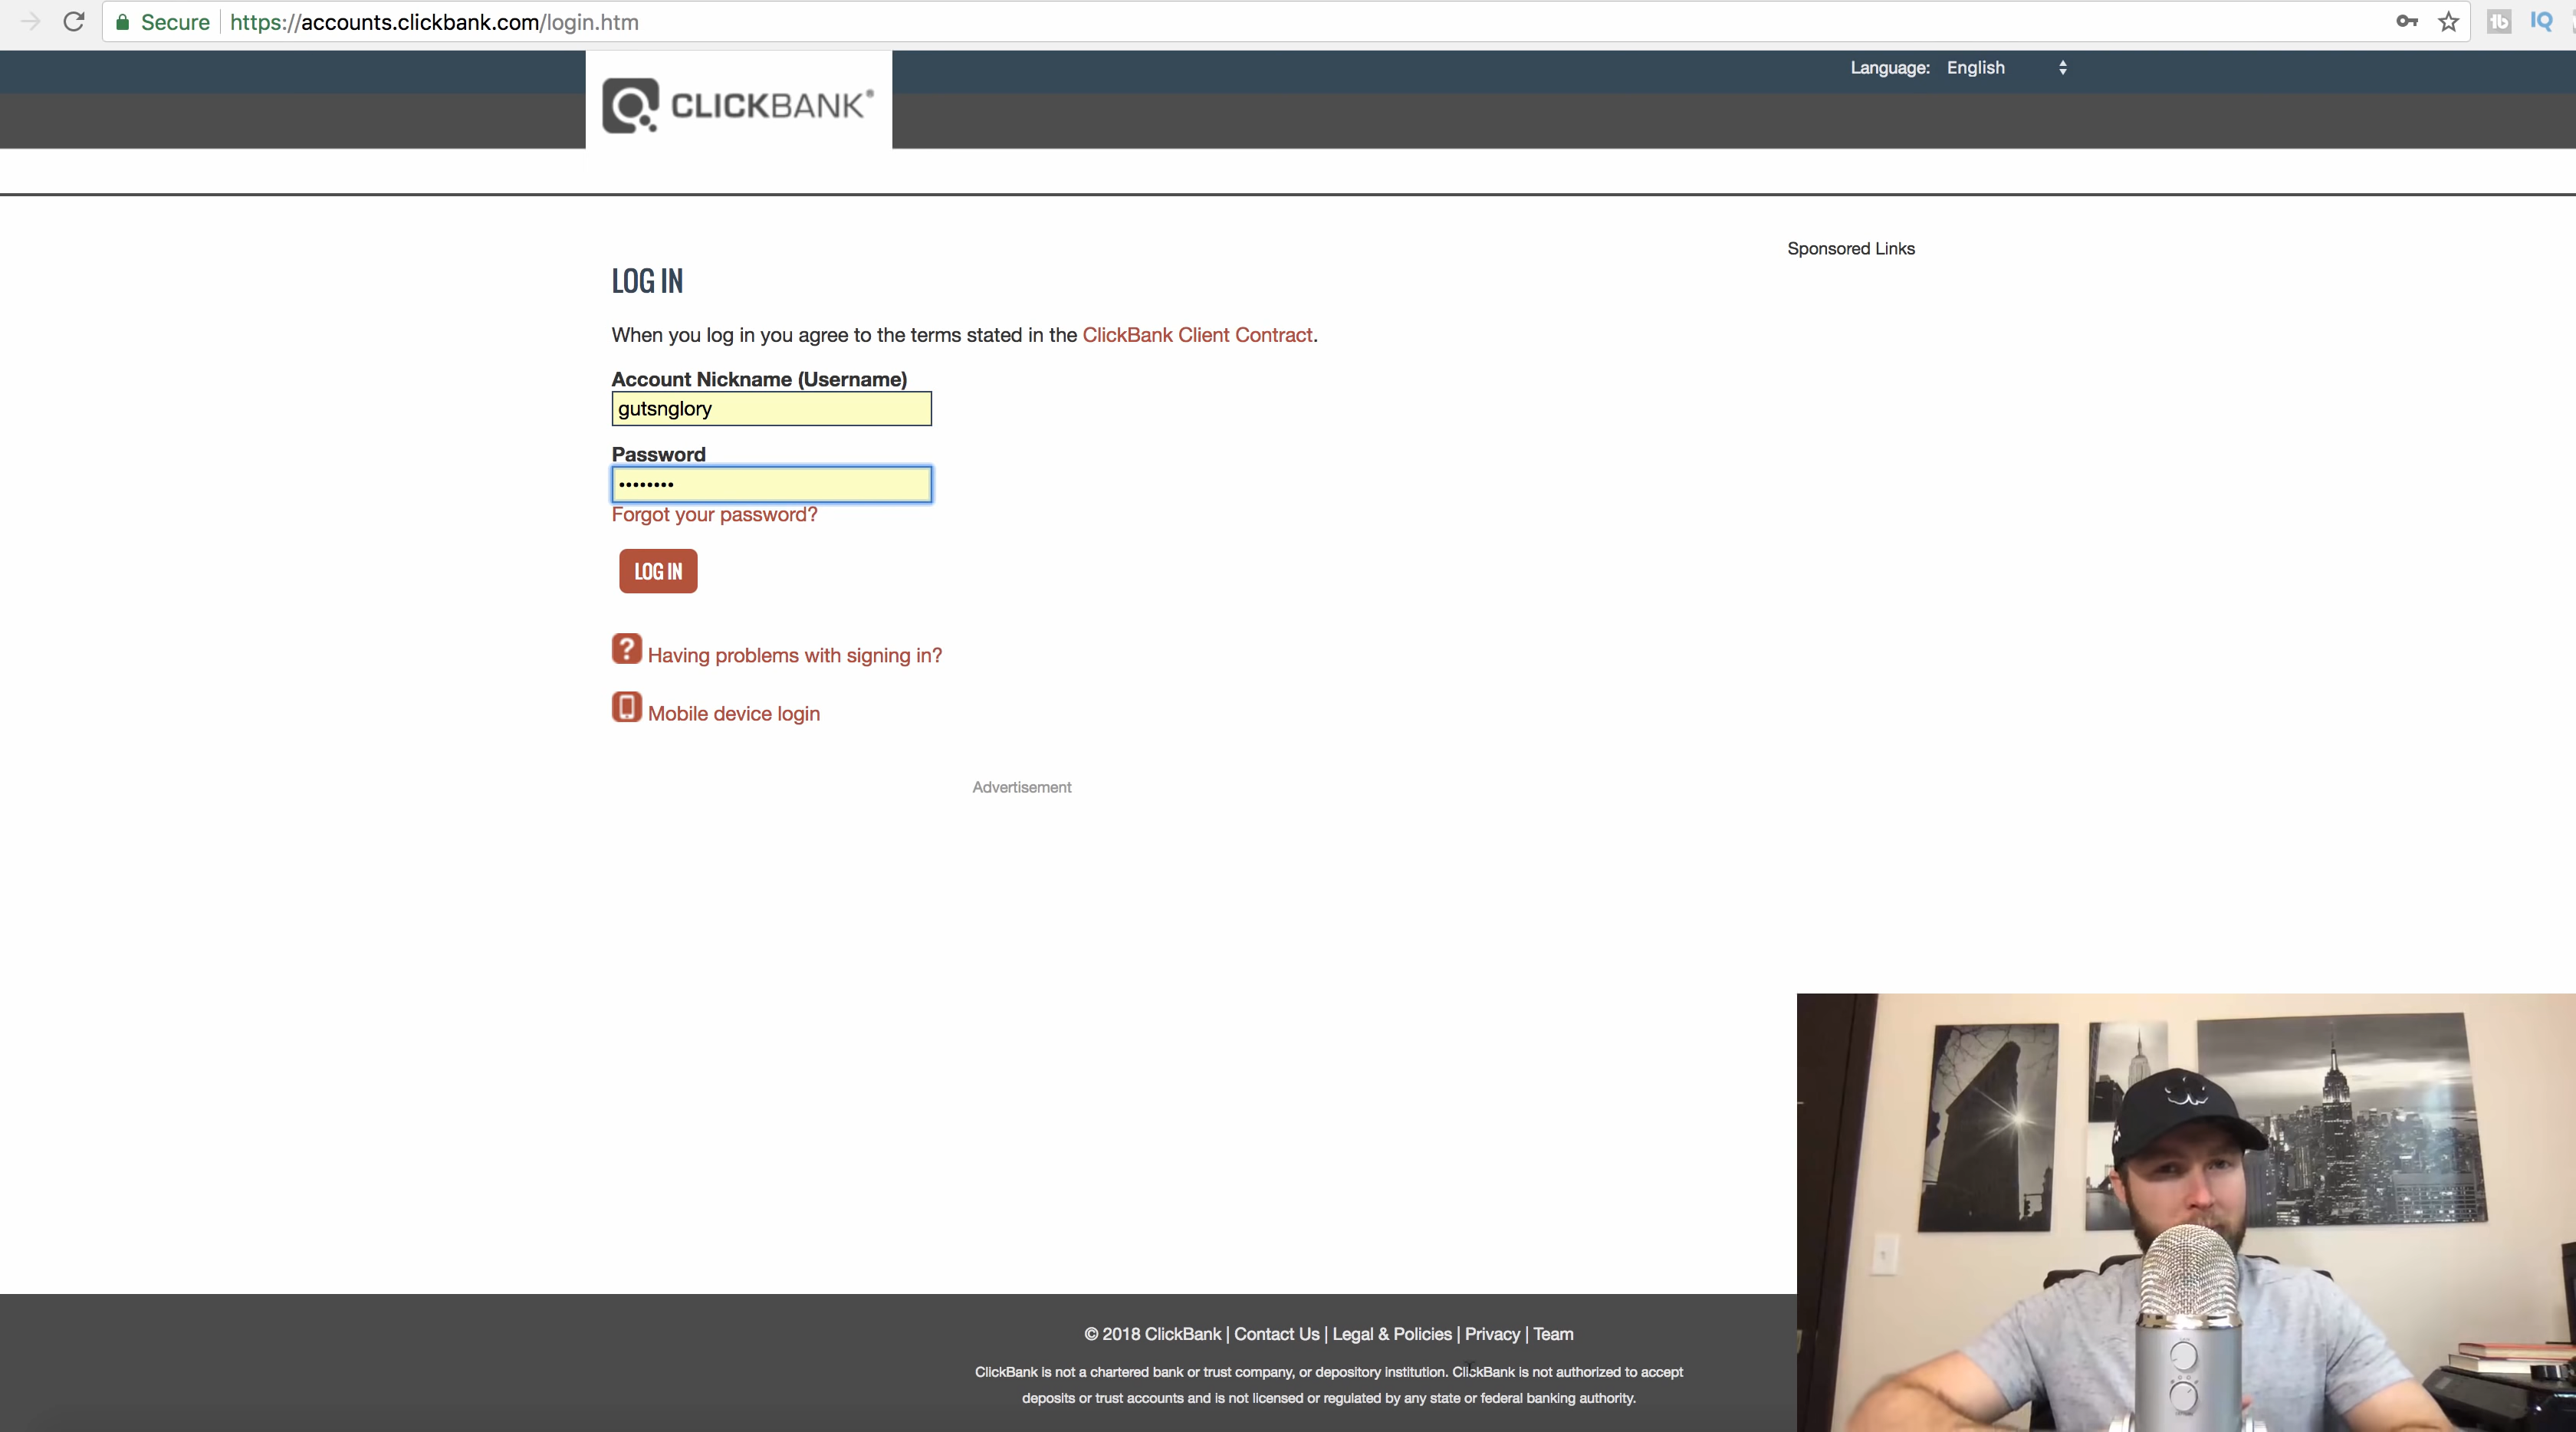 Secure https://accounts.clickbank.com/login.htm
tb IQ
Language: English
CLICKBANK®
Sponsored Links
LOG IN
When you log in you agree to the terms stated in the ClickBank Client Contract.
Account Nickname (Username)
gutsnglory
Password
••••••••
Forgot your password?
LOG IN
? Having problems with signing in?
Mobile device login
Advertisement
© 2018 ClickBank | Contact Us | Legal & Policies | Privacy | Team
ClickBank is not a chartered bank or trust company, or depository institution. ClickBank is not authorized to accept
deposits or trust accounts and is not licensed or regulated by any state or federal banking authority.